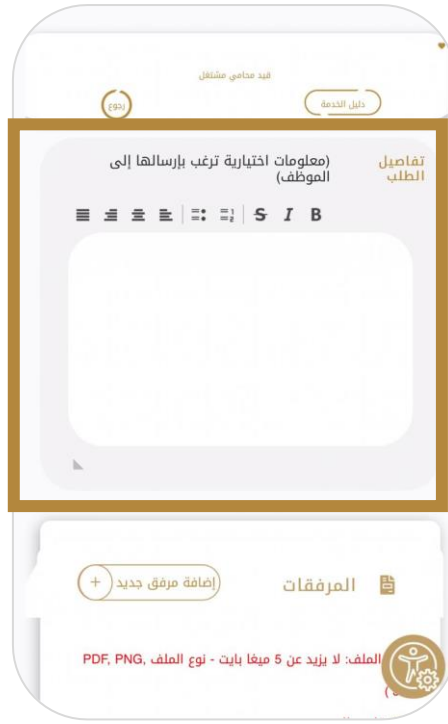 قيد محامي مشتغل
دليل الخدمة
رجوع
تفاصيل الطلب
(معلومات اختيارية ترغب بإرسالها إلى الموظف)
B I S
المرفقات
إضافة مرفق جديد +
الملف: لا يزيد عن 5 ميغا بايت - نوع الملف PDF, PNG,